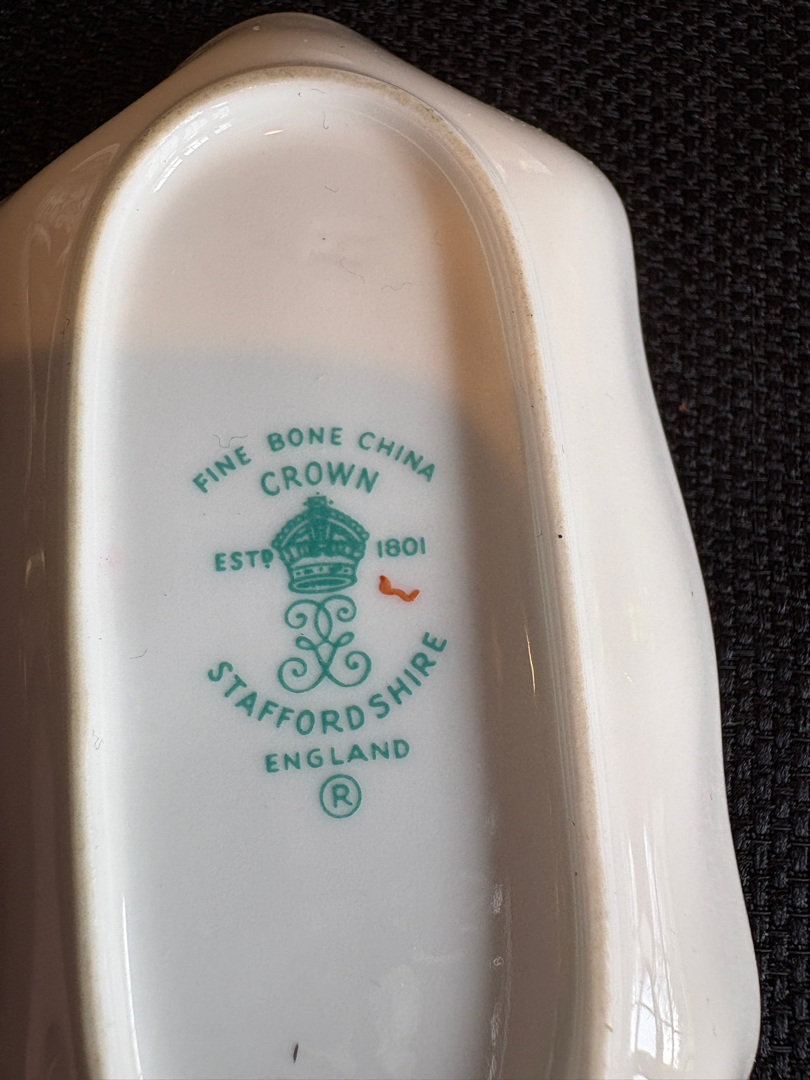 FINE BONE CHINA
CROWN
ESTD 1801
STAFFORDSHIRE
ENGLAND
®